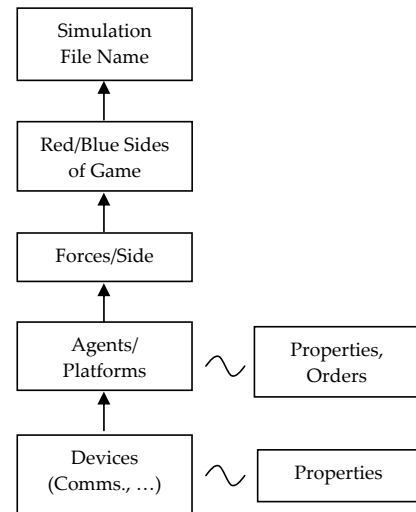 Simulation
File Name
Red/Blue Sides
of Game
Forces/Side
Agents/
Platforms
Properties,
Orders
Devices
(Comms., …)
Properties